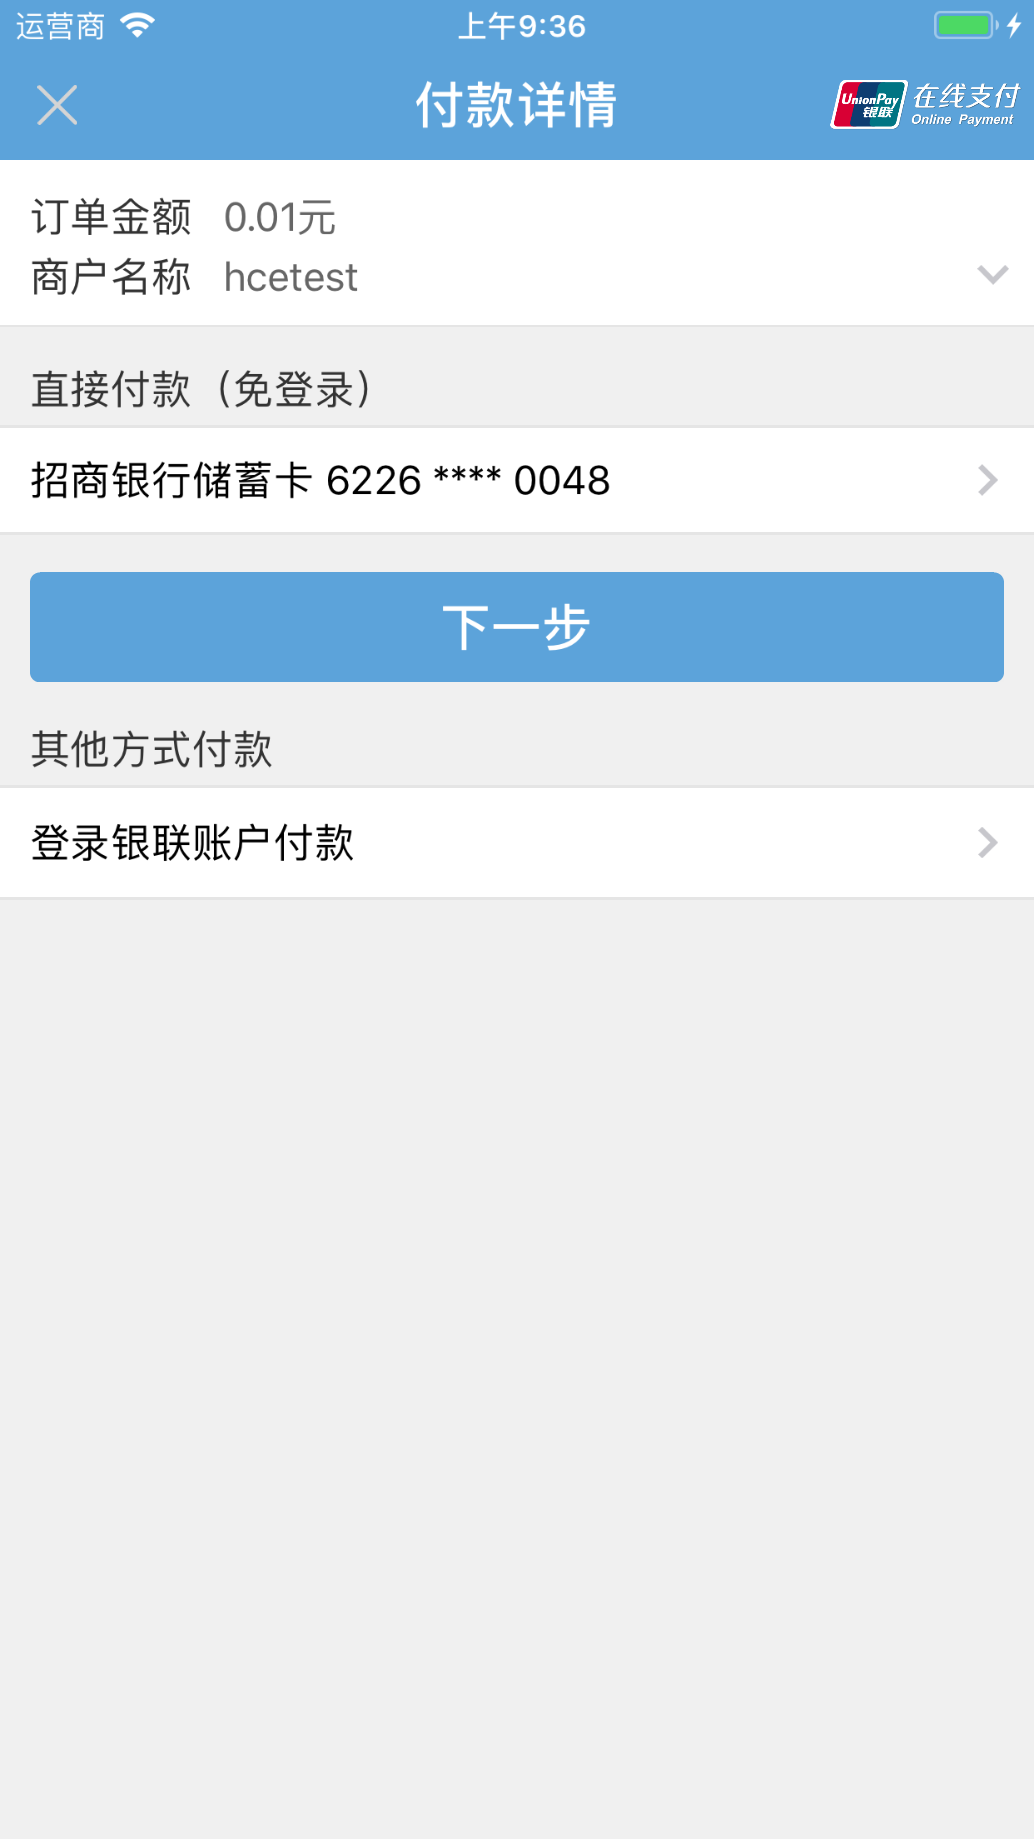 运营商 上午9:36
付款详情
UnionPay
银联
在线支付
Online Payment
订单金额 0.01元
商户名称 hcetest
直接付款（免登录）
招商银行储蓄卡 6226 **** 0048
下一步
其他方式付款
登录银联账户付款